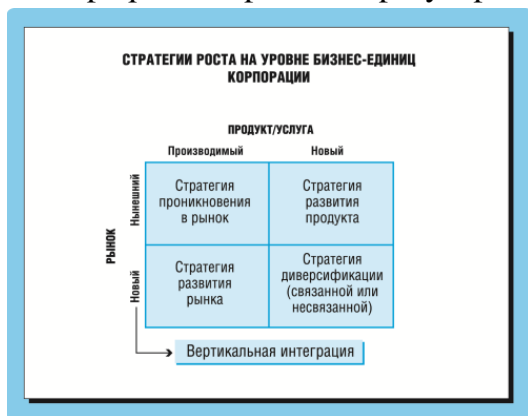 СТРАТЕГИИ РОСТА НА УРОВНЕ БИЗНЕС-ЕДИНИЦ
КОРПОРАЦИИ
ПРОДУКТ/УСЛУГА
Производимый Новый
РЫНОК
Нынешний
Стратегия
проникновения
в рынок
Стратегия
развития
продукта
Новый
Стратегия
развития
рынка
Стратегия
диверсификации
(связанной или
несвязанной)
Вертикальная интеграция